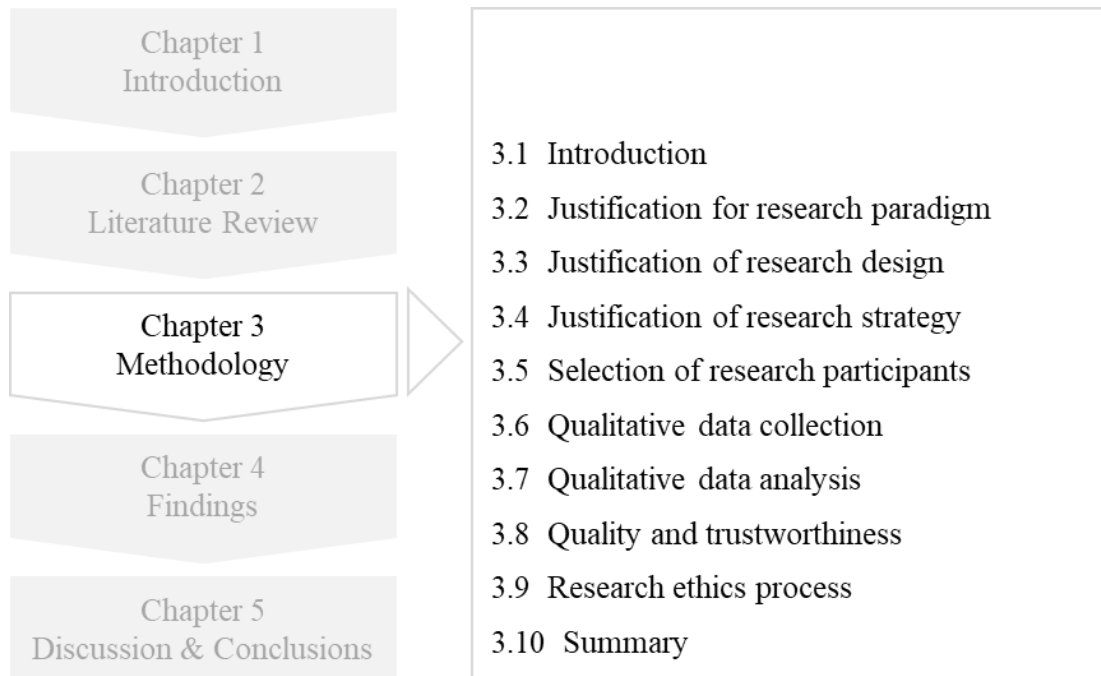 Chapter 1
Introduction
Chapter 2
Literature Review
Chapter 3
Methodology
Chapter 4
Findings
Chapter 5
Discussion & Conclusions
3.1 Introduction
3.2 Justification for research paradigm
3.3 Justification of research design
3.4 Justification of research strategy
3.5 Selection of research participants
3.6 Qualitative data collection
3.7 Qualitative data analysis
3.8 Quality and trustworthiness
3.9 Research ethics process
3.10 Summary